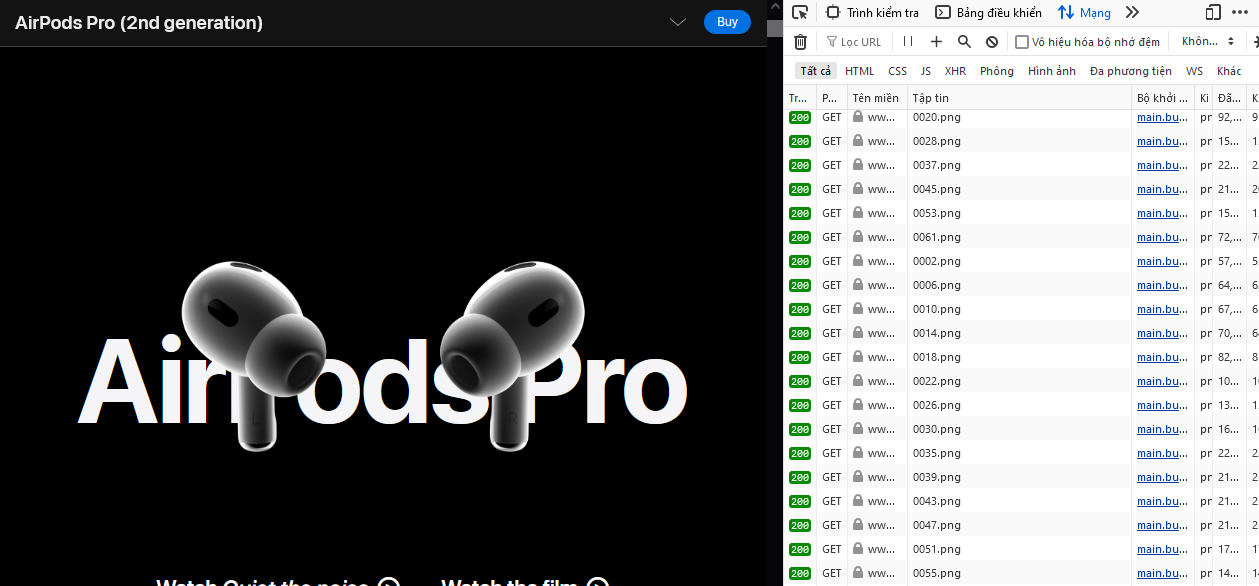 AirPods Pro (2nd generation)
Buy
AirPods Pro
L
R
Trình kiểm tra
Bảng điều khiển
Mạng
Lọc URL
Vô hiệu hóa bộ nhớ đệm
Khôn...
Tất cả HTML CSS JS XHR Phông Hình ảnh Đa phương tiện WS Khác
Tr... P... Tên miền Tập tin Bộ khởi ... Ki Đã... K
200 GET ww... 0020.png main.bu... pr 92,... 9
200 GET ww... 0028.png main.bu... pr 15... 1
200 GET ww... 0037.png main.bu... pr 22... 2
200 GET ww... 0045.png main.bu... pr 21... 2
200 GET ww... 0053.png main.bu... pr 15... 1
200 GET ww... 0061.png main.bu... pr 72,... 7
200 GET ww... 0002.png main.bu... pr 57,... 5
200 GET ww... 0006.png main.bu... pr 64,... 6
200 GET ww... 0010.png main.bu... pr 67,... 6
200 GET ww... 0014.png main.bu... pr 70,... 6
200 GET ww... 0018.png main.bu... pr 82,... 8
200 GET ww... 0022.png main.bu... pr 10... 1
200 GET ww... 0026.png main.bu... pr 13... 1
200 GET ww... 0030.png main.bu... pr 16... 1
200 GET ww... 0035.png main.bu... pr 22... 2
200 GET ww... 0039.png main.bu... pr 21... 2
200 GET ww... 0043.png main.bu... pr 21... 2
200 GET ww... 0047.png main.bu... pr 21... 2
200 GET ww... 0051.png main.bu... pr 17... 1
200 GET ww... 0055.png main.bu... pr 14... 1
Watch Quiet the noise
Watch the film